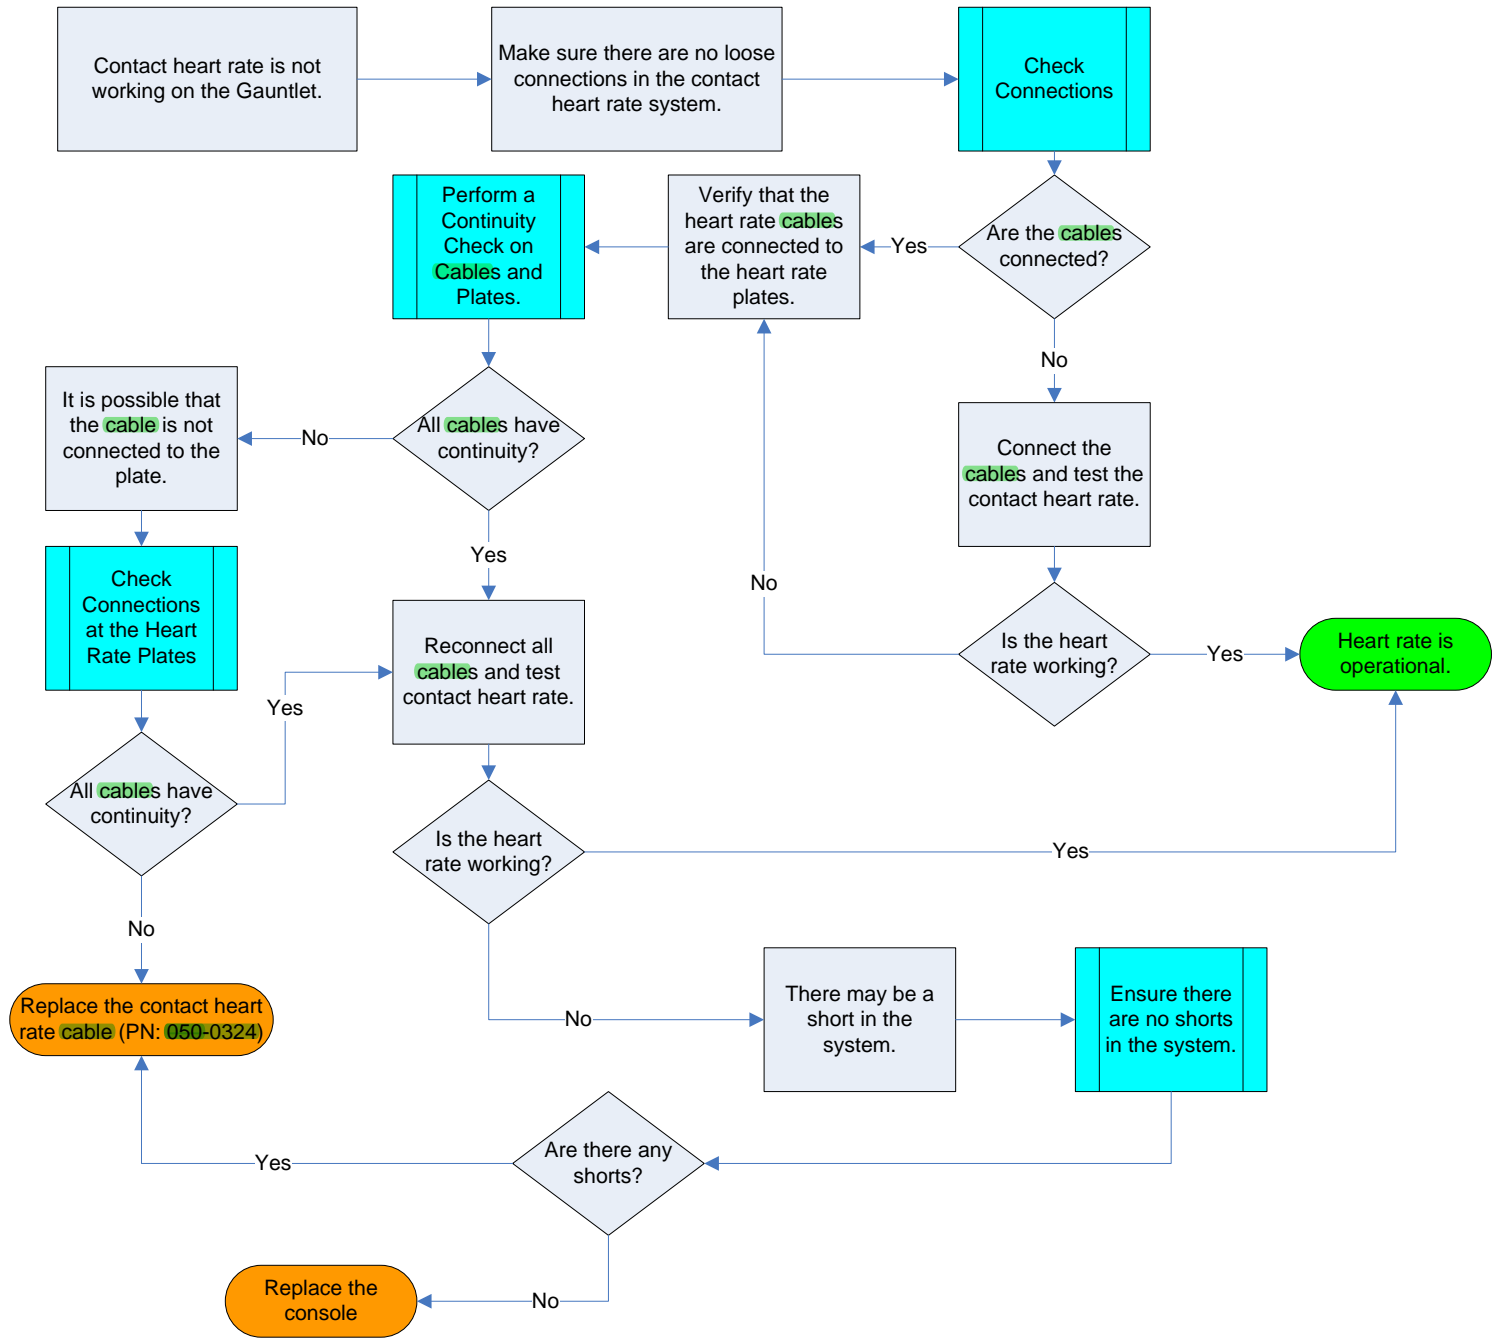 Contact heart rate is not
working on the Gauntlet.
Make sure there are no loose
connections in the contact
heart rate system.
Check
Connections
Are the cables
connected?
Yes
Verify that the
heart rate cables
are connected to
the heart rate
plates.
Perform a
Continuity
Check on
Cables and
Plates.
No
Connect the
cables and test the
contact heart rate.
Is the heart
rate working?
No
Yes
Heart rate is
operational.
All cables have
continuity?
No
It is possible that
the cable is not
connected to the
plate.
Check
Connections
at the Heart
Rate Plates
All cables have
continuity?
Yes
Yes
Reconnect all
cables and test
contact heart rate.
Is the heart
rate working?
Yes
No
Replace the contact heart
rate cable (PN: 050-0324)
No
There may be a
short in the
system.
Ensure there
are no shorts
in the system.
Are there any
shorts?
Yes
No
Replace the
console